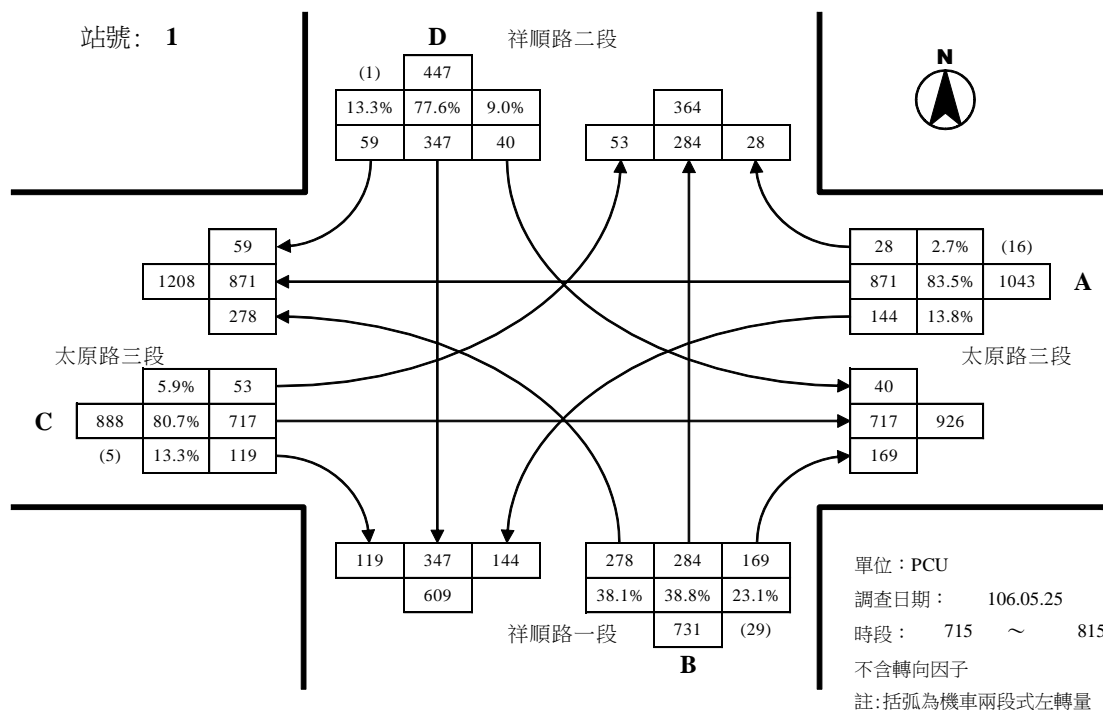 站號: 1
D 祥順路二段
N
(1) 447
13.3% 77.6% 9.0%
59 347 40
364
53 284 28
59
1208 871
278
28 2.7% (16)
871 83.5% 1043 A
144 13.8%
太原路三段
太原路三段
5.9% 53
C 888 80.7% 717
(5) 13.3% 119
40
717 926
169
119 347 144
609
278 284 169
38.1% 38.8% 23.1%
731 (29)
祥順路一段
B
單位：PCU
調查日期： 106.05.25
時段： 715 ～ 815
不含轉向因子
註:括弧為機車兩段式左轉量